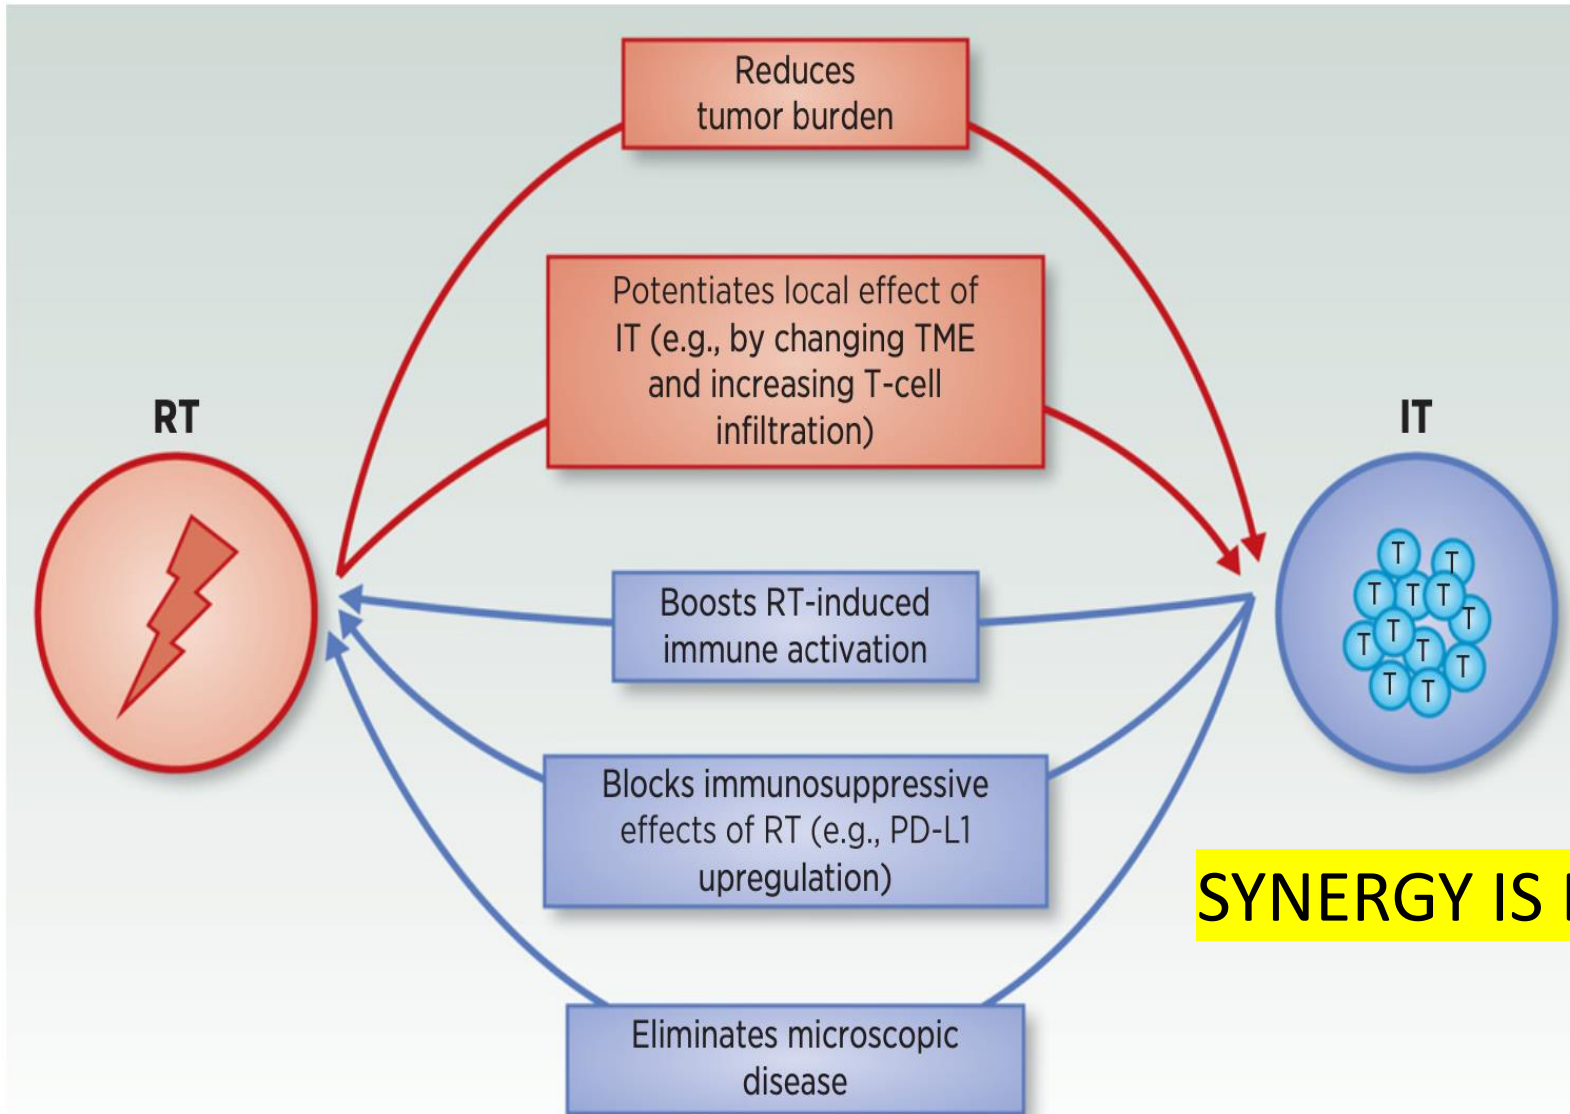 Reduces
tumor burden
Potentiates local effect of
IT (e.g., by changing TME
and increasing T-cell
infiltration)
RT
IT
T
T
T
T
T
T
T
T
T
T
T
T
Boosts RT-induced
immune activation
Blocks immunosuppressive
effects of RT (e.g., PD-L1
upregulation)
SYNERGY IS
Eliminates microscopic
disease